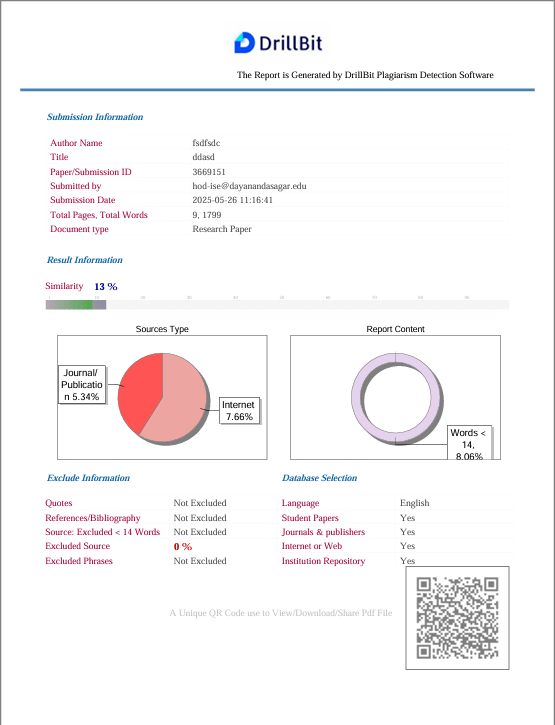 DrillBit
The Report is Generated by DrillBit Plagiarism Detection Software
Submission Information
Author Name fsdfsdc
Title ddasd
Paper/Submission ID 3669151
Submitted by hod-ise@dayanandasagar.edu
Submission Date 2025-05-26 11:16:41
Total Pages, Total Words 9, 1799
Document type Research Paper
Result Information
Similarity 13 %
Sources Type
Journal/
Publicatio
n 5.34%
Internet
7.66%
Report Content
Words <
14,
8.06%
Exclude Information
Quotes Not Excluded
References/Bibliography Not Excluded
Source: Excluded < 14 Words Not Excluded
Excluded Source 0 %
Excluded Phrases Not Excluded
Database Selection
Language English
Student Papers Yes
Journals & publishers Yes
Internet or Web Yes
Institution Repository Yes
A Unique QR Code use to View/Download/Share Pdf File